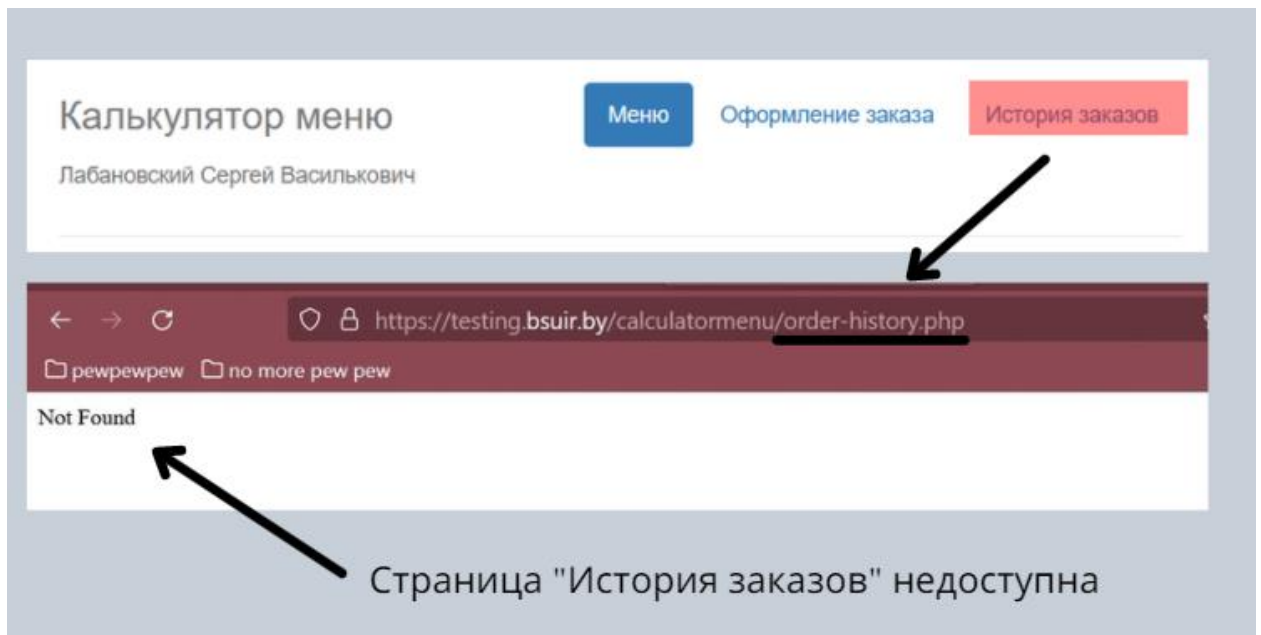 Калькулятор меню
Меню
Оформление заказа
История заказов
Лабановский Сергей Василькович
https://testing.bsuir.by/calculatormenu/order-history.php
pewpewpew
no more pew pew
Not Found
Страница "История заказов" недоступна